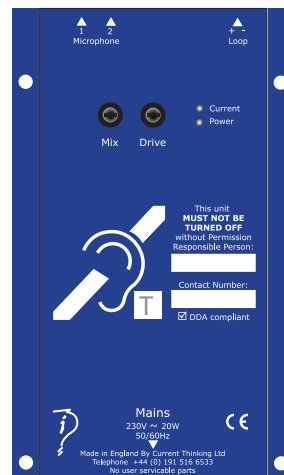 1 2
Microphone
+ -
Loop
Current
Power
Mix Drive
This unit
MUST NOT BE
TURNED OFF
without Permission
Responsible Person:
Contact Number:
T
DDA compliant
Mains
230V ~ 20W
50/60Hz
CE
Made in England By Current Thinking Ltd
Telephone +44 (0) 191 516 6533
No user servicable parts